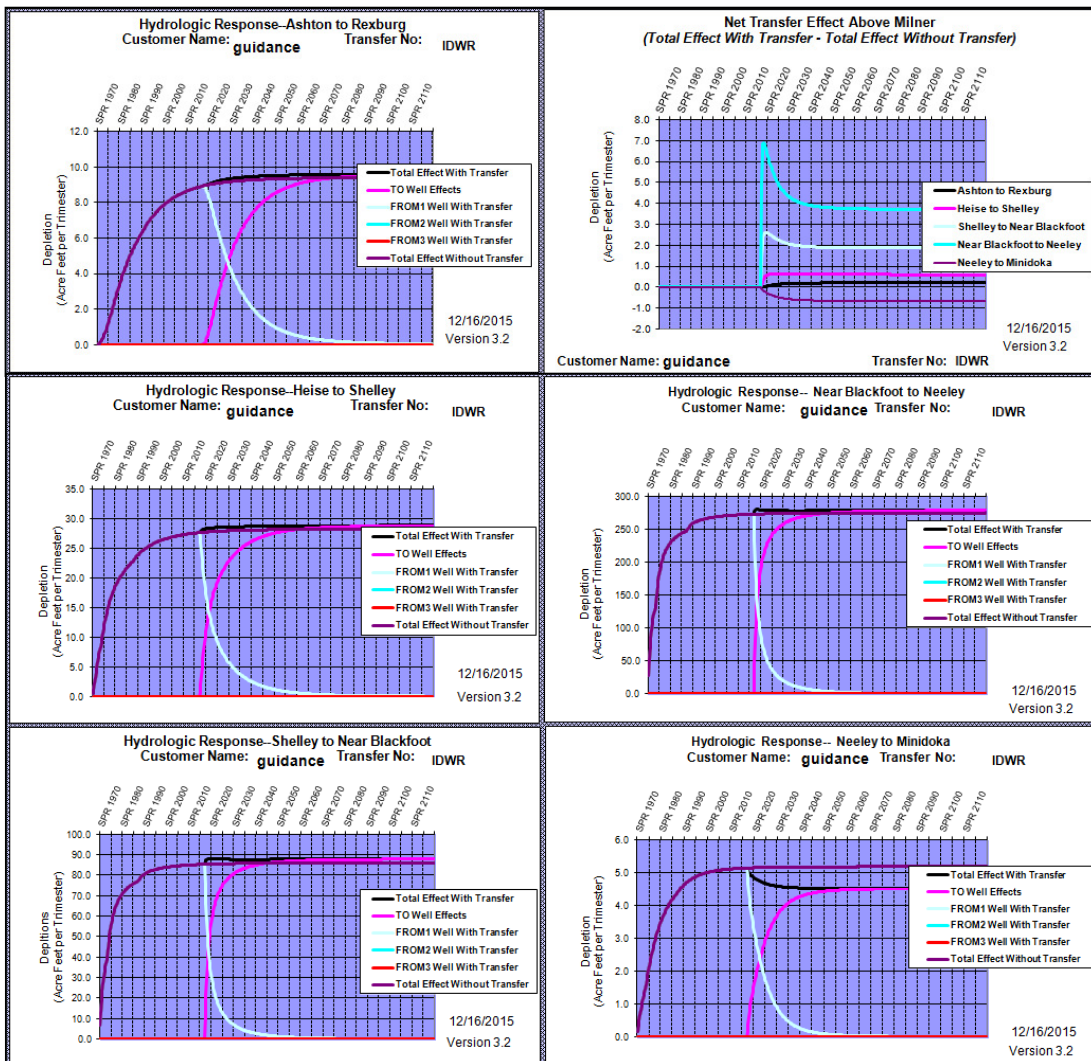 Hydrologic Response--Ashton to Rexburg
Customer Name: guidance Transfer No: IDWR
SPR 1970
SPR 1980
SPR 1990
SPR 2000
SPR 2010
SPR 2020
SPR 2030
SPR 2040
SPR 2050
SPR 2060
SPR 2070
SPR 2080
SPR 2090
SPR 2100
SPR 2110
12.0
10.0
8.0
6.0
4.0
2.0
0.0
Depletion
(Acre Feet per Trimester)
Total Effect With Transfer
TO Well Effects
FROM1 Well With Transfer
FROM2 Well With Transfer
FROM3 Well With Transfer
Total Effect Without Transfer
12/16/2015
Version 3.2
Net Transfer Effect Above Milner
(Total Effect With Transfer - Total Effect Without Transfer)
SPR 1970
SPR 1980
SPR 1990
SPR 2000
SPR 2010
SPR 2020
SPR 2030
SPR 2040
SPR 2050
SPR 2060
SPR 2070
SPR 2080
SPR 2090
SPR 2100
SPR 2110
8.0
7.0
6.0
5.0
4.0
3.0
2.0
1.0
0.0
-1.0
-2.0
Depletion
(Acre Feet per Trimester)
Ashton to Rexburg
Heise to Shelley
Shelley to Near Blackfoot
Near Blackfoot to Neeley
Neeley to Minidoka
12/16/2015
Version 3.2
Customer Name: guidance Transfer No: IDWR
Hydrologic Response--Heise to Shelley
Customer Name: guidance Transfer No: IDWR
SPR 1970
SPR 1980
SPR 1990
SPR 2000
SPR 2010
SPR 2020
SPR 2030
SPR 2040
SPR 2050
SPR 2060
SPR 2070
SPR 2080
SPR 2090
SPR 2100
SPR 2110
35.0
30.0
25.0
20.0
15.0
10.0
5.0
0.0
Depletion
(Acre Feet per Trimester)
Total Effect With Transfer
TO Well Effects
FROM1 Well With Transfer
FROM2 Well With Transfer
FROM3 Well With Transfer
Total Effect Without Transfer
12/16/2015
Version 3.2
Hydrologic Response-- Near Blackfoot to Neeley
Customer Name: guidance Transfer No: IDWR
SPR 1970
SPR 1980
SPR 1990
SPR 2000
SPR 2010
SPR 2020
SPR 2030
SPR 2040
SPR 2050
SPR 2060
SPR 2070
SPR 2080
SPR 2090
SPR 2100
SPR 2110
300.0
250.0
200.0
150.0
100.0
50.0
0.0
Depletion
(Acre Feet per Trimester)
Total Effect With Transfer
TO Well Effects
FROM1 Well With Transfer
FROM2 Well With Transfer
FROM3 Well With Transfer
Total Effect Without Transfer
12/16/2015
Version 3.2
Hydrologic Response--Shelley to Near Blackfoot
Customer Name: guidance Transfer No: IDWR
SPR 1970
SPR 1980
SPR 1990
SPR 2000
SPR 2010
SPR 2020
SPR 2030
SPR 2040
SPR 2050
SPR 2060
SPR 2070
SPR 2080
SPR 2090
SPR 2100
SPR 2110
100.0
90.0
80.0
70.0
60.0
50.0
40.0
30.0
20.0
10.0
0.0
Depltions
(Acre Feet per Trimester)
Total Effect With Transfer
TO Well Effects
FROM1 Well With Transfer
FROM2 Well With Transfer
FROM3 Well With Transfer
Total Effect Without Transfer
12/16/2015
Version 3.2
Hydrologic Response-- Neeley to Minidoka
Customer Name: guidance Transfer No: IDWR
SPR 1970
SPR 1980
SPR 1990
SPR 2000
SPR 2010
SPR 2020
SPR 2030
SPR 2040
SPR 2050
SPR 2060
SPR 2070
SPR 2080
SPR 2090
SPR 2100
SPR 2110
6.0
5.0
4.0
3.0
2.0
1.0
0.0
Depletion
(Acre Feet per Trimester)
Total Effect With Transfer
TO Well Effects
FROM1 Well With Transfer
FROM2 Well With Transfer
FROM3 Well With Transfer
Total Effect Without Transfer
12/16/2015
Version 3.2